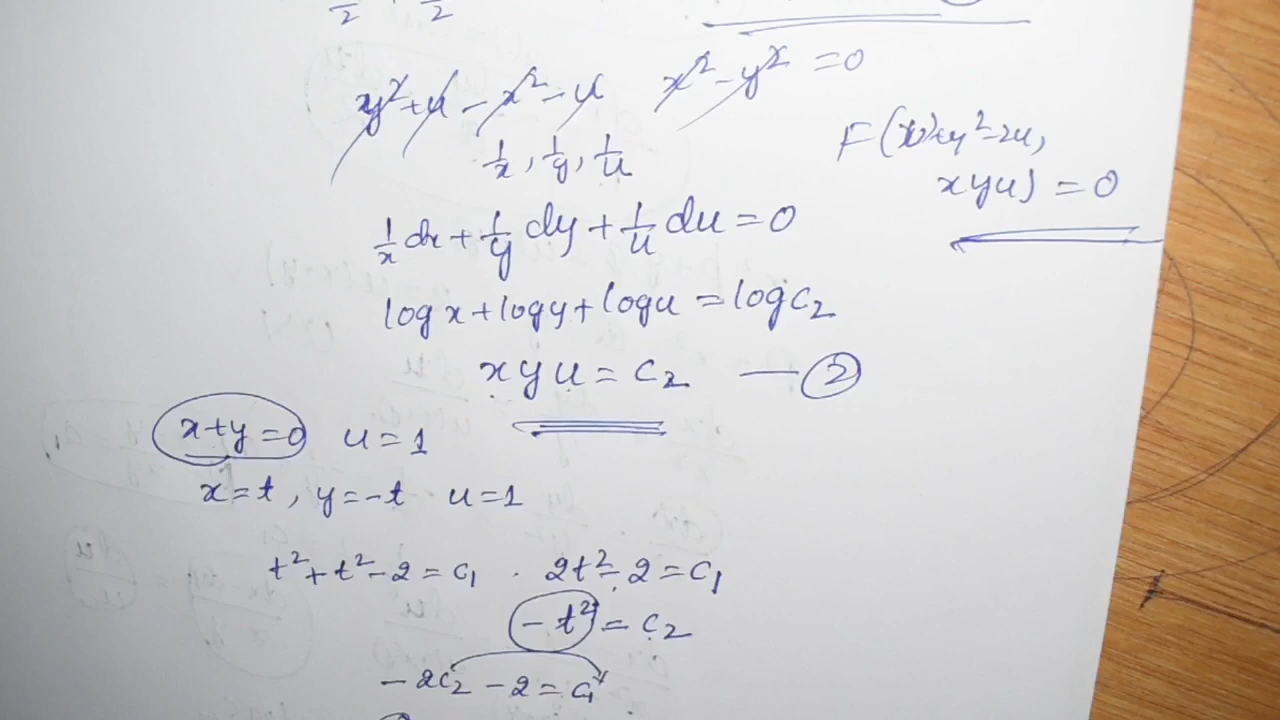 2 2
y² + u - x² - u x² - y² = 0
1/x, 1/y, 1/u
F(x²+y²-2u,
xyu) = 0
1/x dx + 1/y dy + 1/u du = 0
log x + log y + log u = log c₂
x y u = c₂ — ②
x+y=0 u=1
x=t, y=-t u=1
t²+t²-2=c₁ . 2t²-2=c₁
-t² = c₂
-2c₂ - 2 = c₁